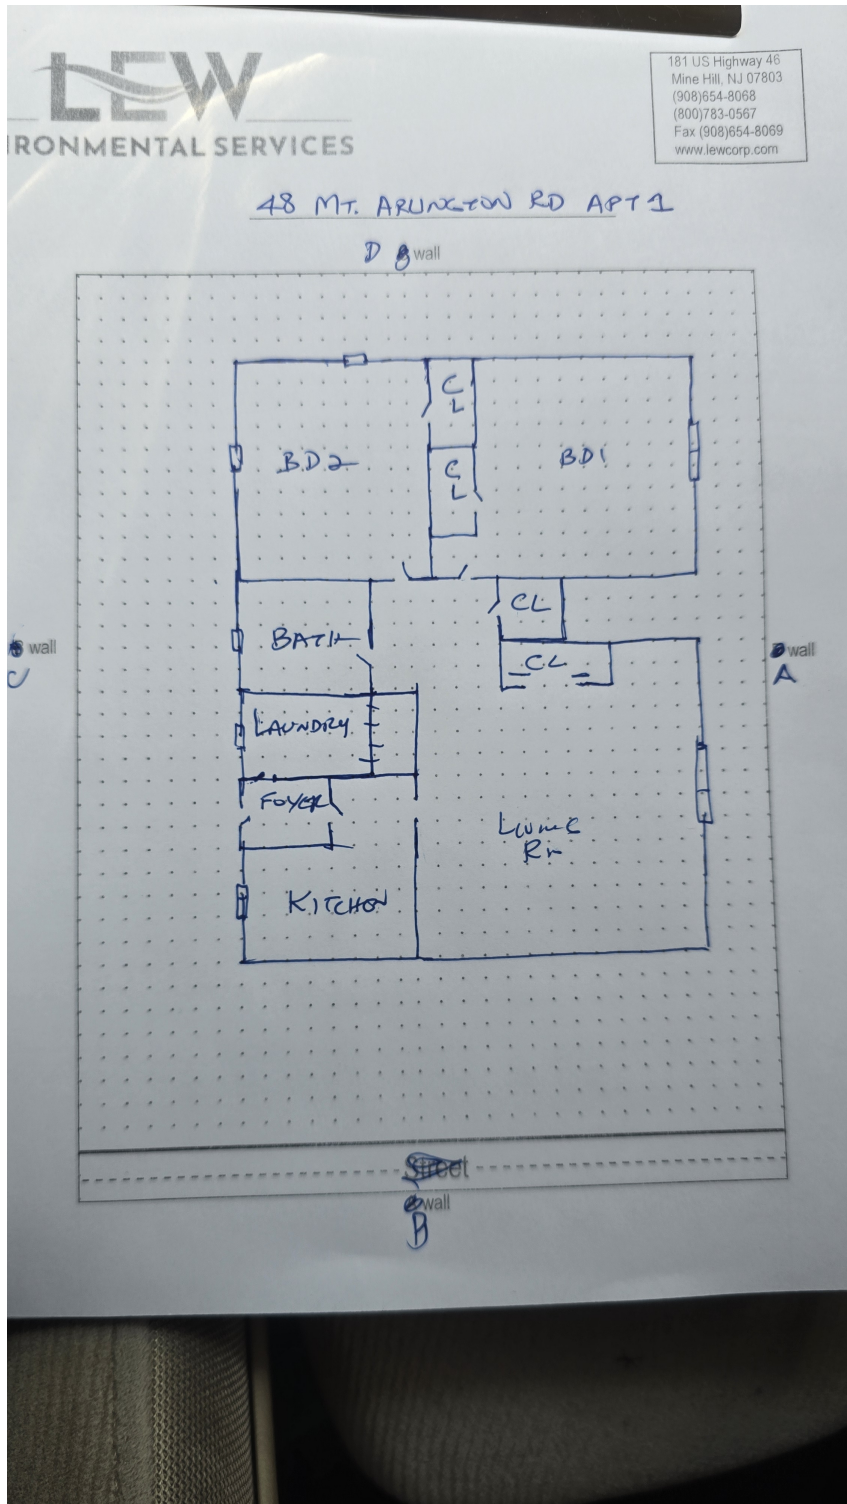 LEW
IRONMENTAL SERVICES
181 US Highway 46
Mine Hill, NJ 07803
(908)654-8068
(800)783-0567
Fax (908)654-8069
www.lewcorp.com
48 MT. ARLINGTON RD APT 1
D wall
CL
BD2
CL
BD1
CL
BATH
wall
C
wall
A
CL
LAUNDRY
FOYER
LIVING
Rm
KITCHEN
Street
wall
B